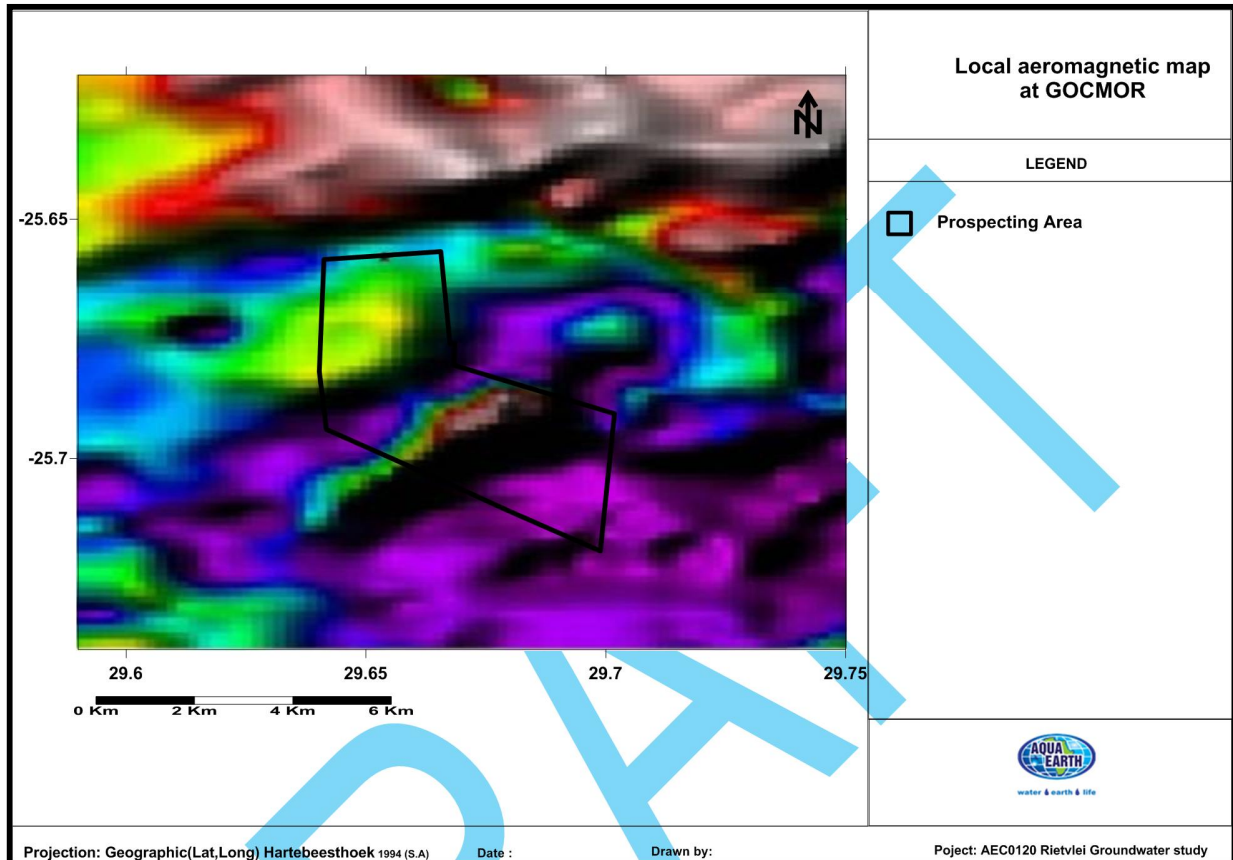 Local aeromagnetic map
at GOCMOR
N
LEGEND
Prospecting Area
-25.65
-25.7
29.6
29.65
29.7
29.75
0 Km
2 Km
4 Km
6 Km
AQUA
EARTH
water earth life
Projection: Geographic(Lat,Long) Hartebeesthoek 1994 (S.A)
Date :
Drawn by:
Poject: AEC0120 Rietvlei Groundwater study